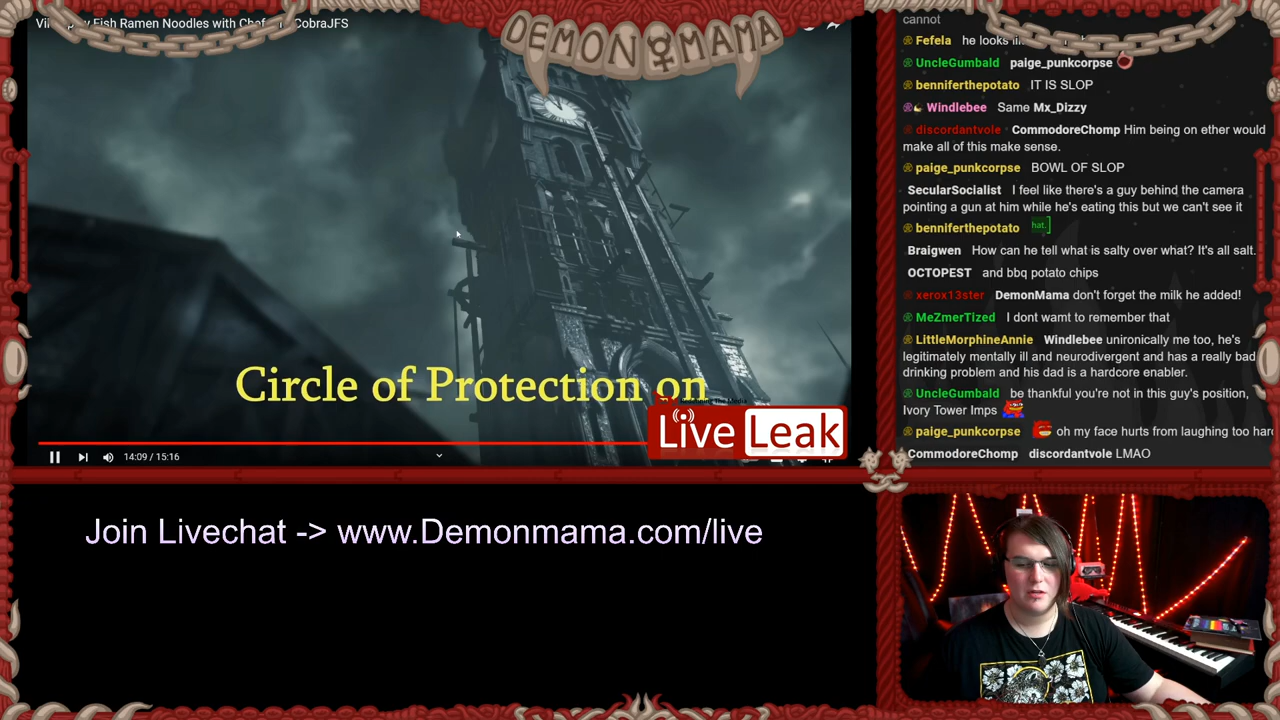 Fish Ramen Noodles with Chef
CobraJFS
DEMON MAMA
Circle of Protection on
Redefining The Media
Live Leak
14:09 / 15:16
Join Livechat -> www.Demonmama.com/live
cannot
Fefela he looks
UncleGumbald paige_punkcorpse
benniferthepotato IT IS SLOP
Windlebee Same Mx_Dizzy
discordantvole CommodoreChomp Him being on ether would
make all of this make sense.
paige_punkcorpse BOWL OF SLOP
SecularSocialist I feel like there's a guy behind the camera
pointing a gun at him while he's eating this but we can't see it
benniferthepotato hat.
Braigwen How can he tell what is salty over what? It's all salt.
OCTOPEST and bbq potato chips
xerox13ster DemonMama don't forget the milk he added!
MeZmerTized I dont wamt to remember that
LittleMorphineAnnie Windlebee unironically me too, he's
legitimately mentally ill and neurodivergent and has a really bad
drinking problem and his dad is a hardcore enabler.
UncleGumbald be thankful you're not in this guy's position,
Ivory Tower Imps
paige_punkcorpse oh my face hurts from laughing too hard
CommodoreChomp discordantvole LMAO